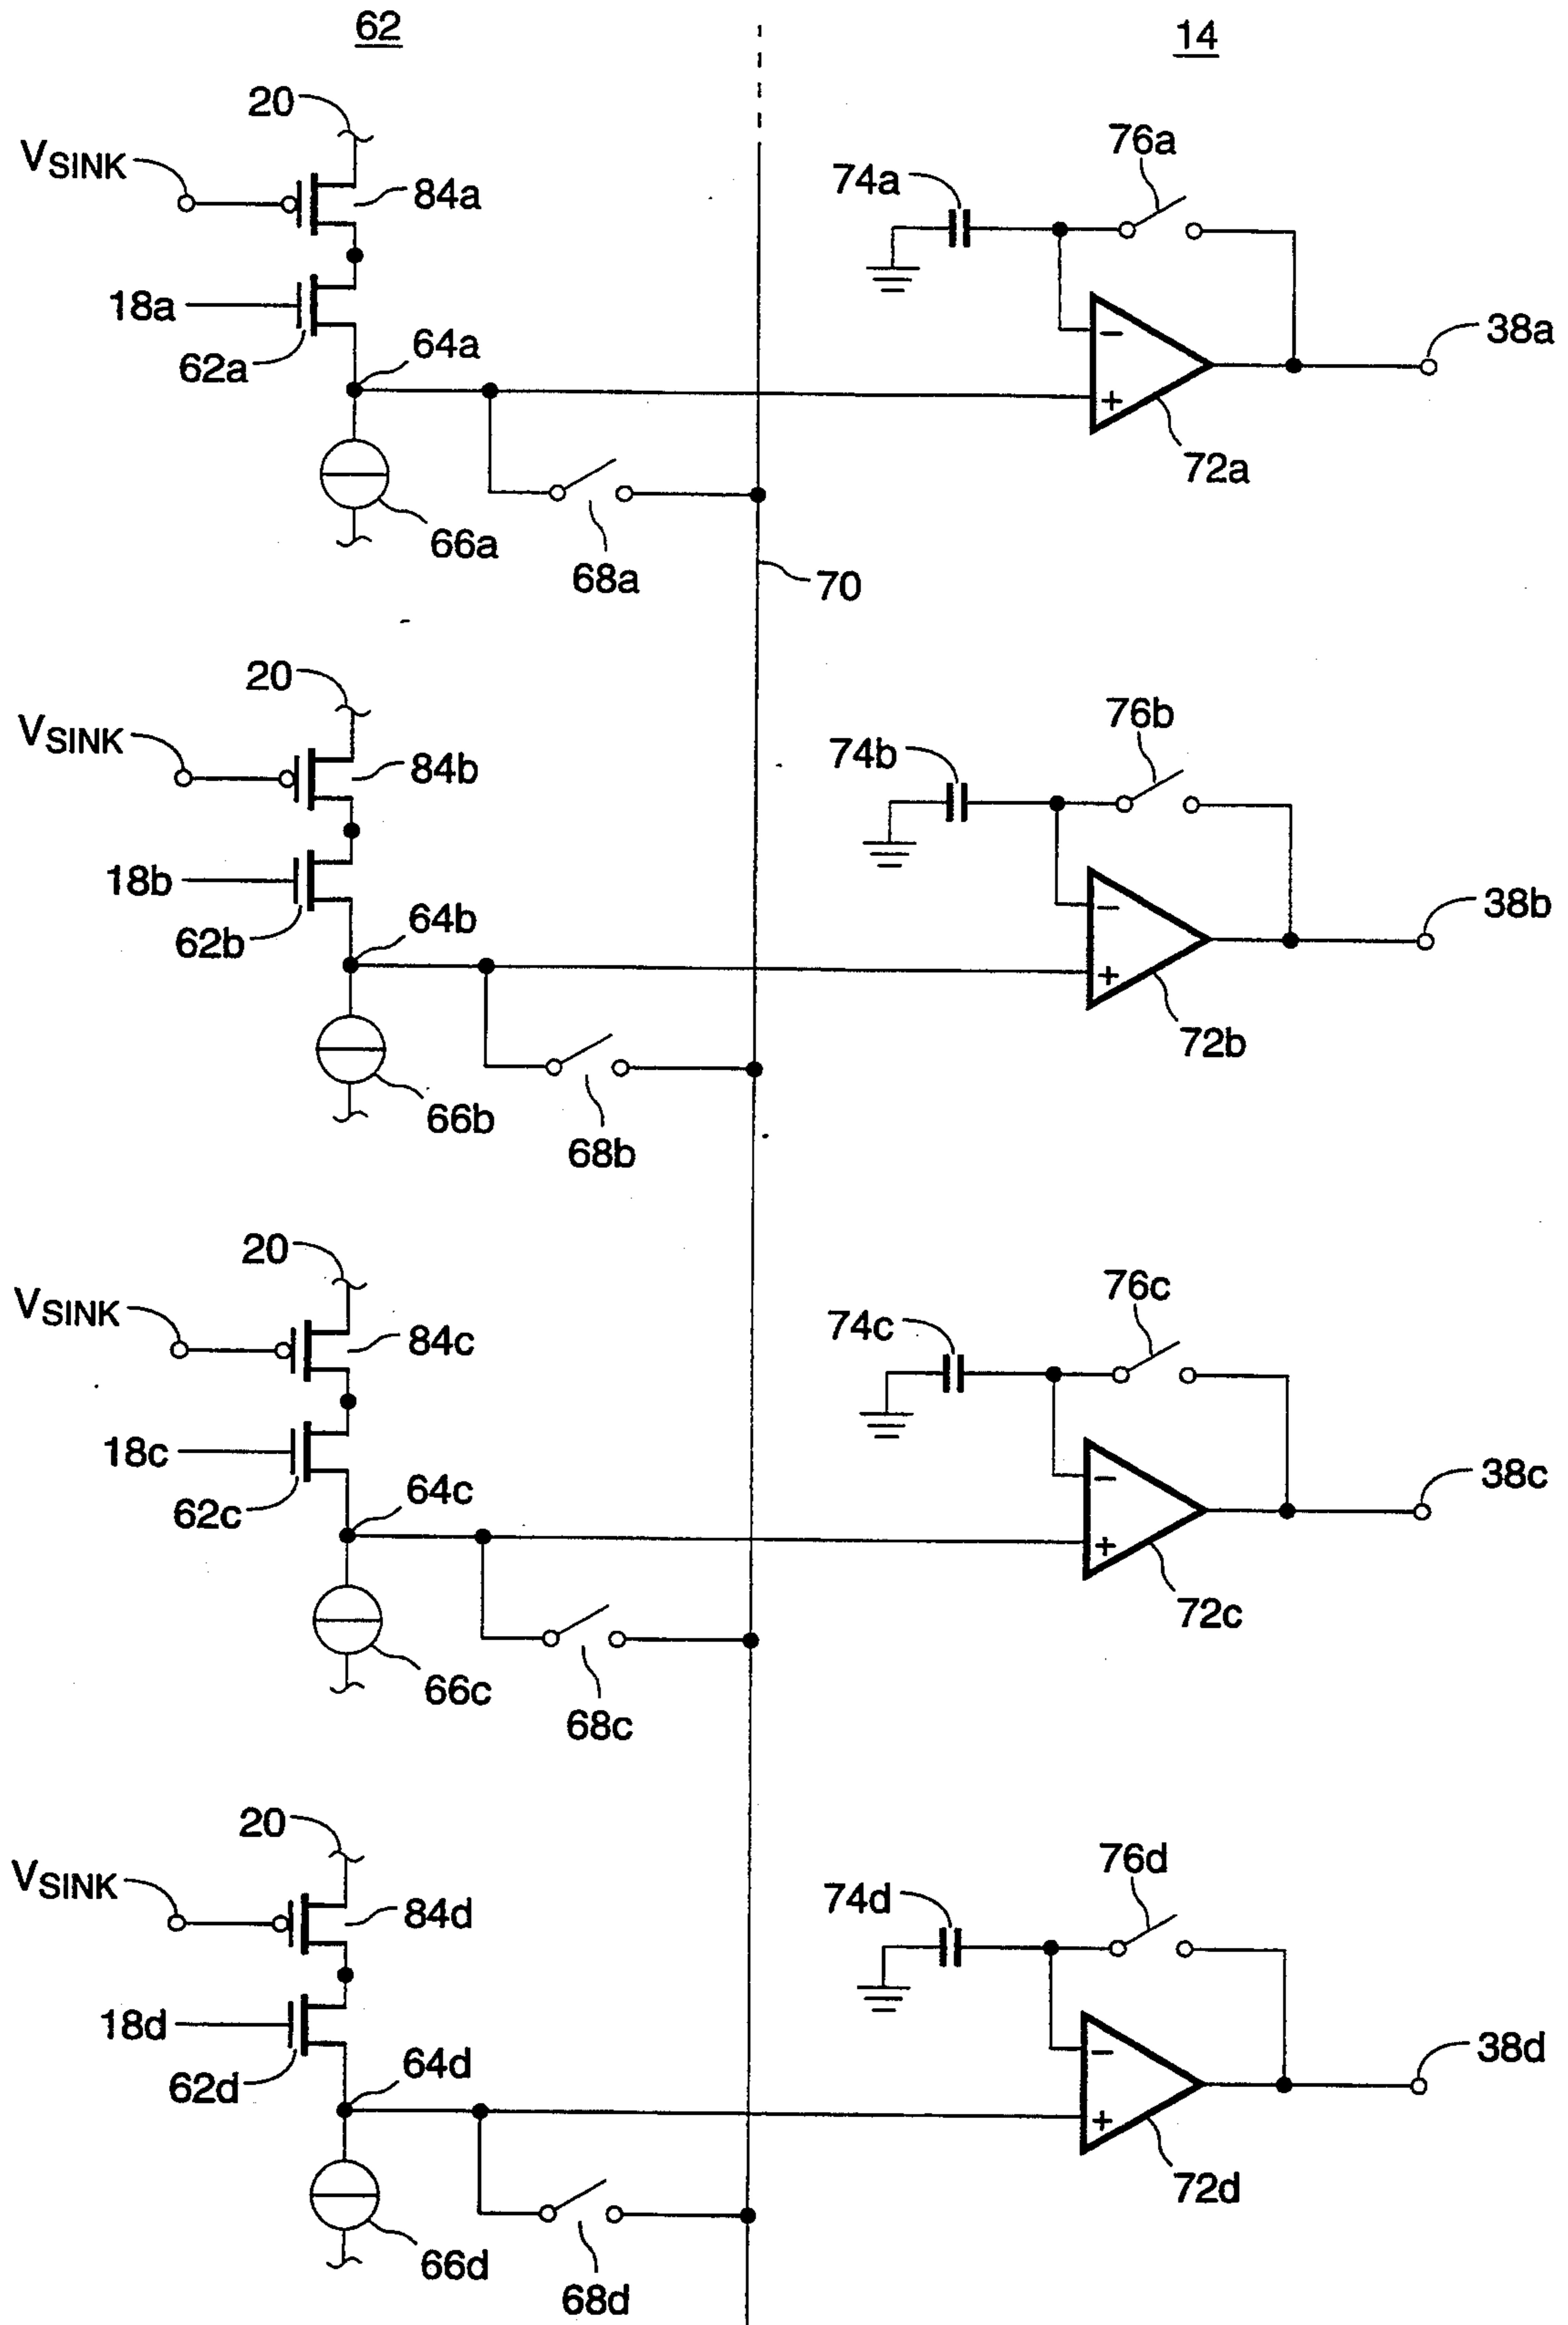 62
14
20
76a
VSINK
74a
84a
18a
38a
64a
62a
−
+
72a
66a
68a
70
20
76b
VSINK
74b
84b
18b
38b
64b
62b
−
+
72b
66b
68b
20
76c
VSINK
74c
84c
18c
38c
64c
62c
−
+
72c
66c
68c
20
76d
VSINK
74d
84d
18d
38d
64d
62d
−
+
72d
66d
68d